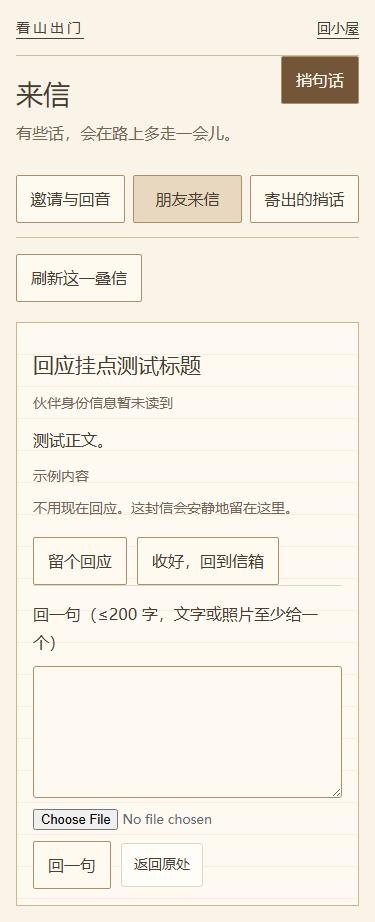 看山出门
回小屋
捎句话
来信
有些话，会在路上多走一会儿。
邀请与回音
朋友来信
寄出的捎话
刷新这一叠信
回应挂点测试标题
伙伴身份信息暂未读到
测试正文。
示例内容
不用现在回应。这封信会安静地留在这里。
留个回应
收好，回到信箱
回一句（≤200 字，文字或照片至少给一
个）
Choose File No file chosen
回一句
返回原处